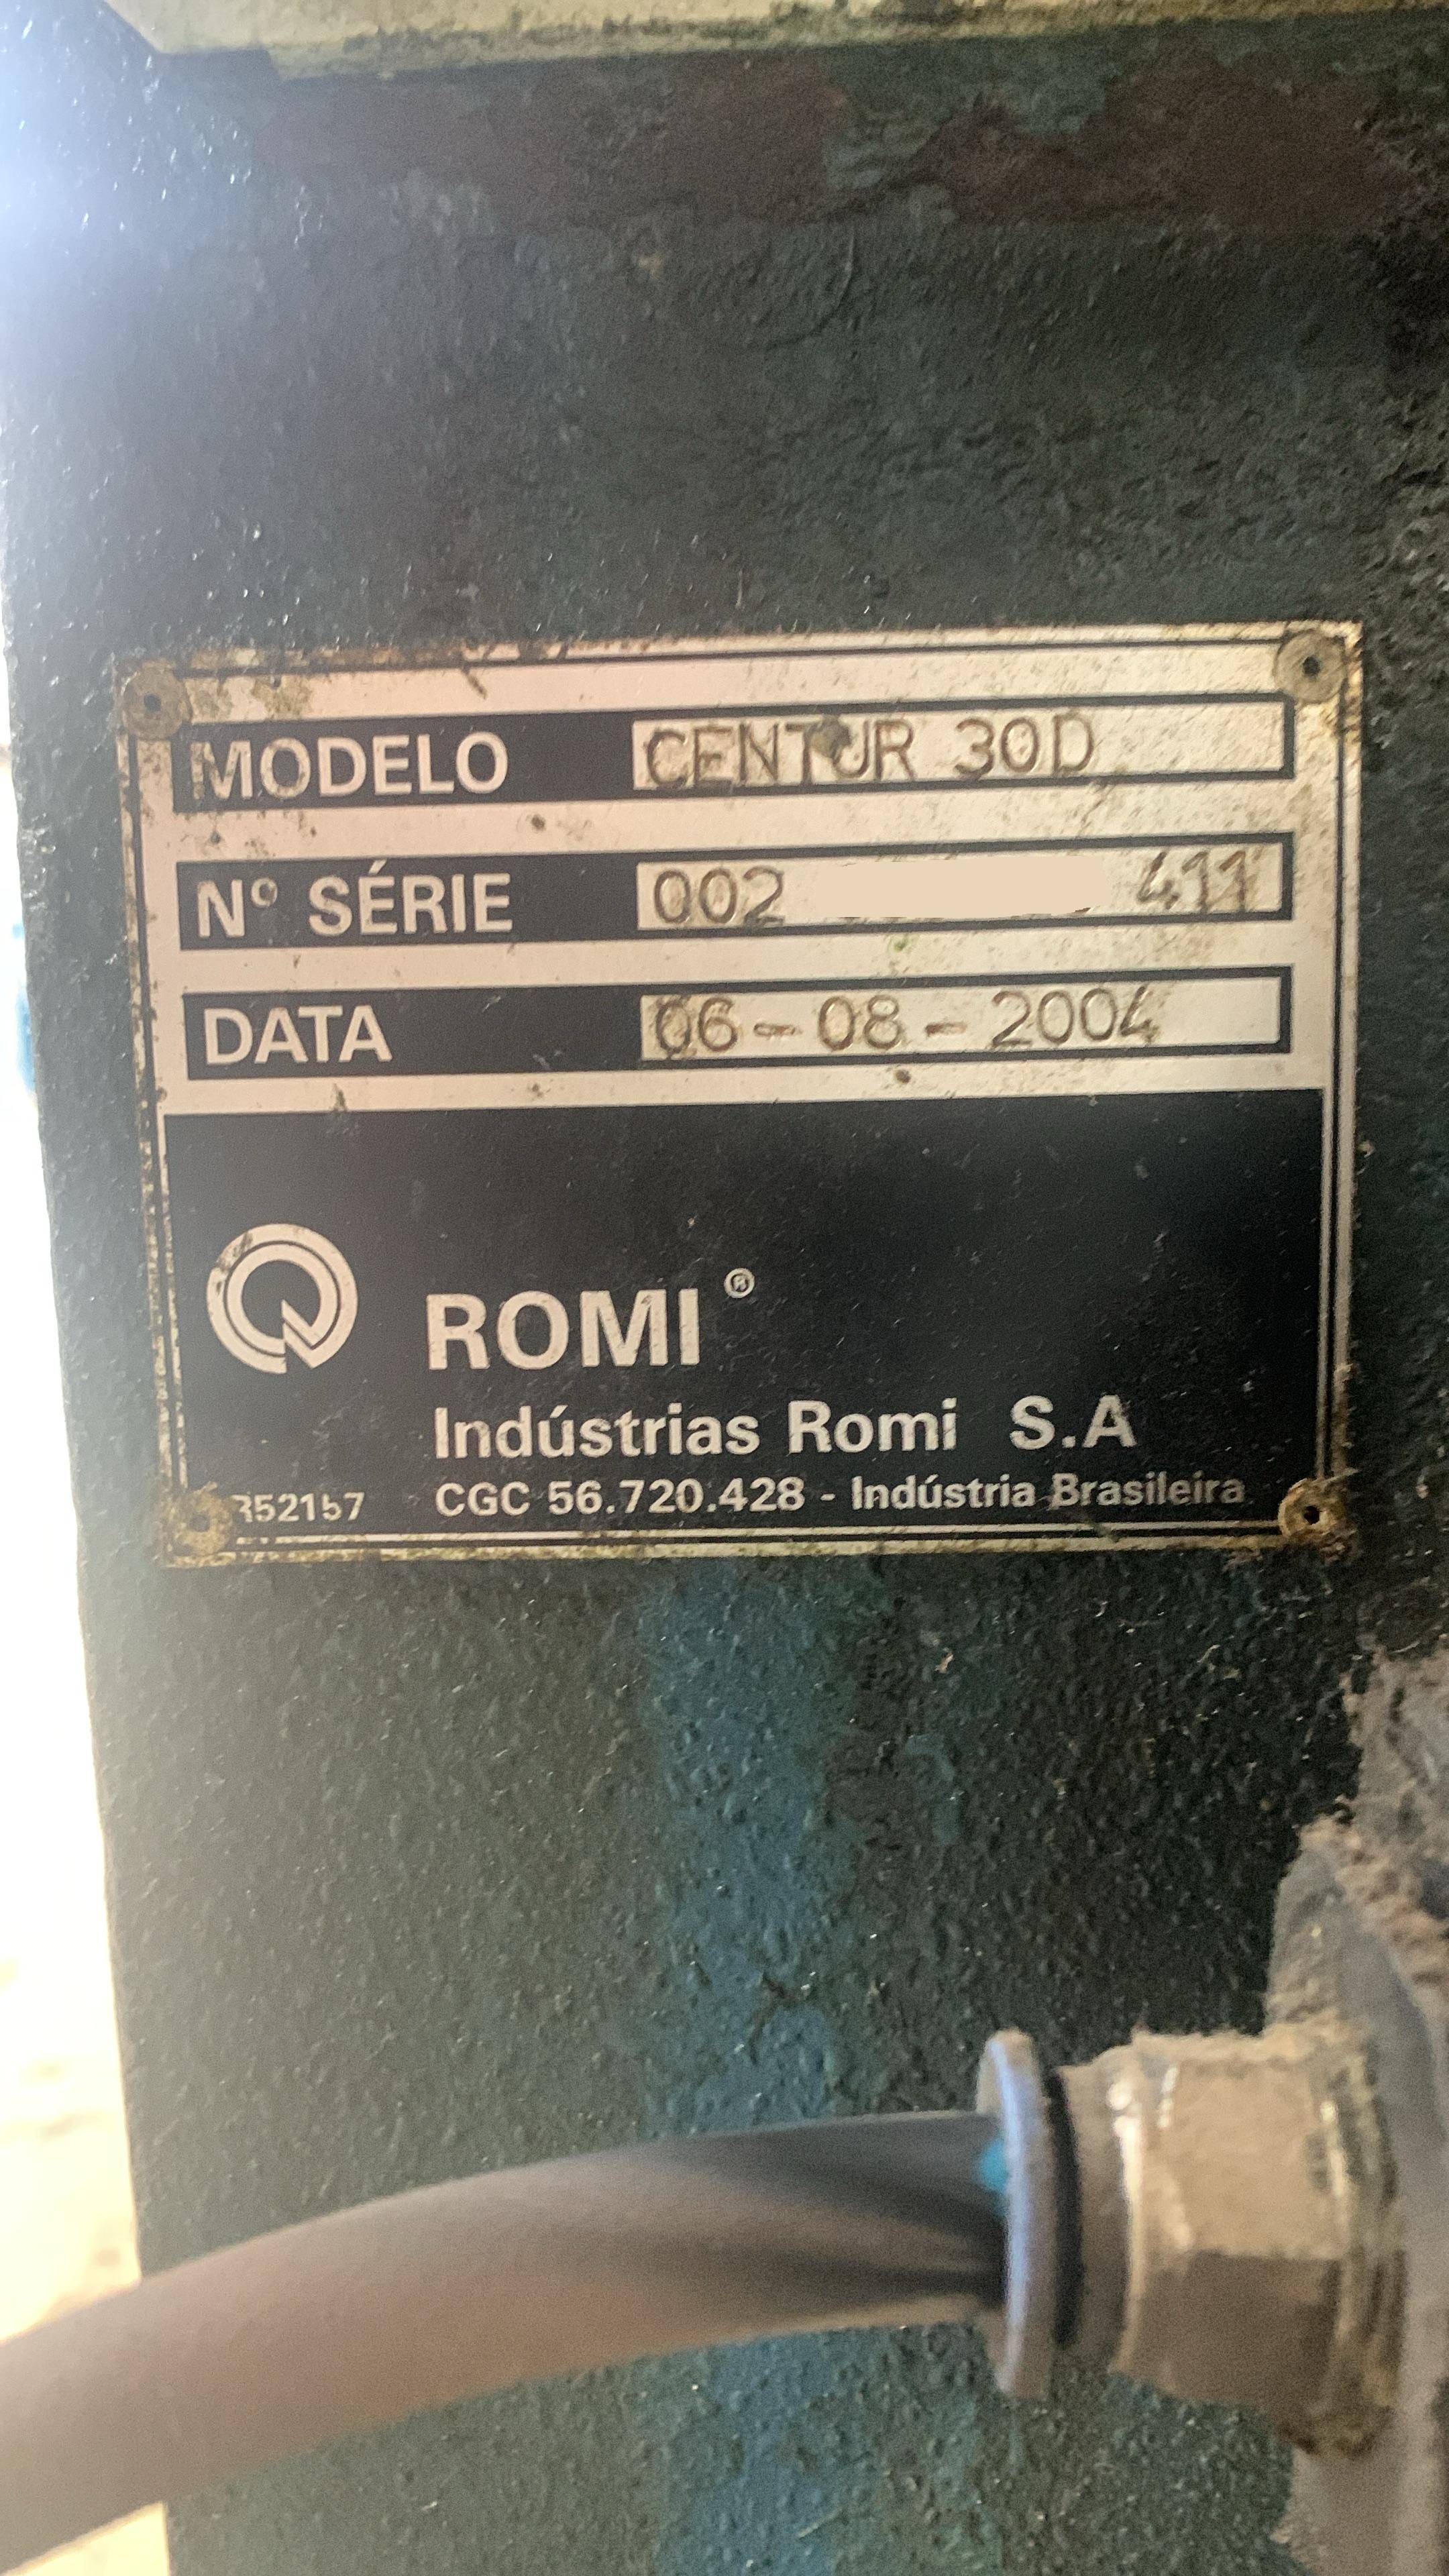 MODELO CENTUR 30D
Nº SÉRIE 002 411
DATA 06-08-2004
ROMI®
Indústrias Romi S.A
R52157 CGC 56.720.428 - Indústria Brasileira